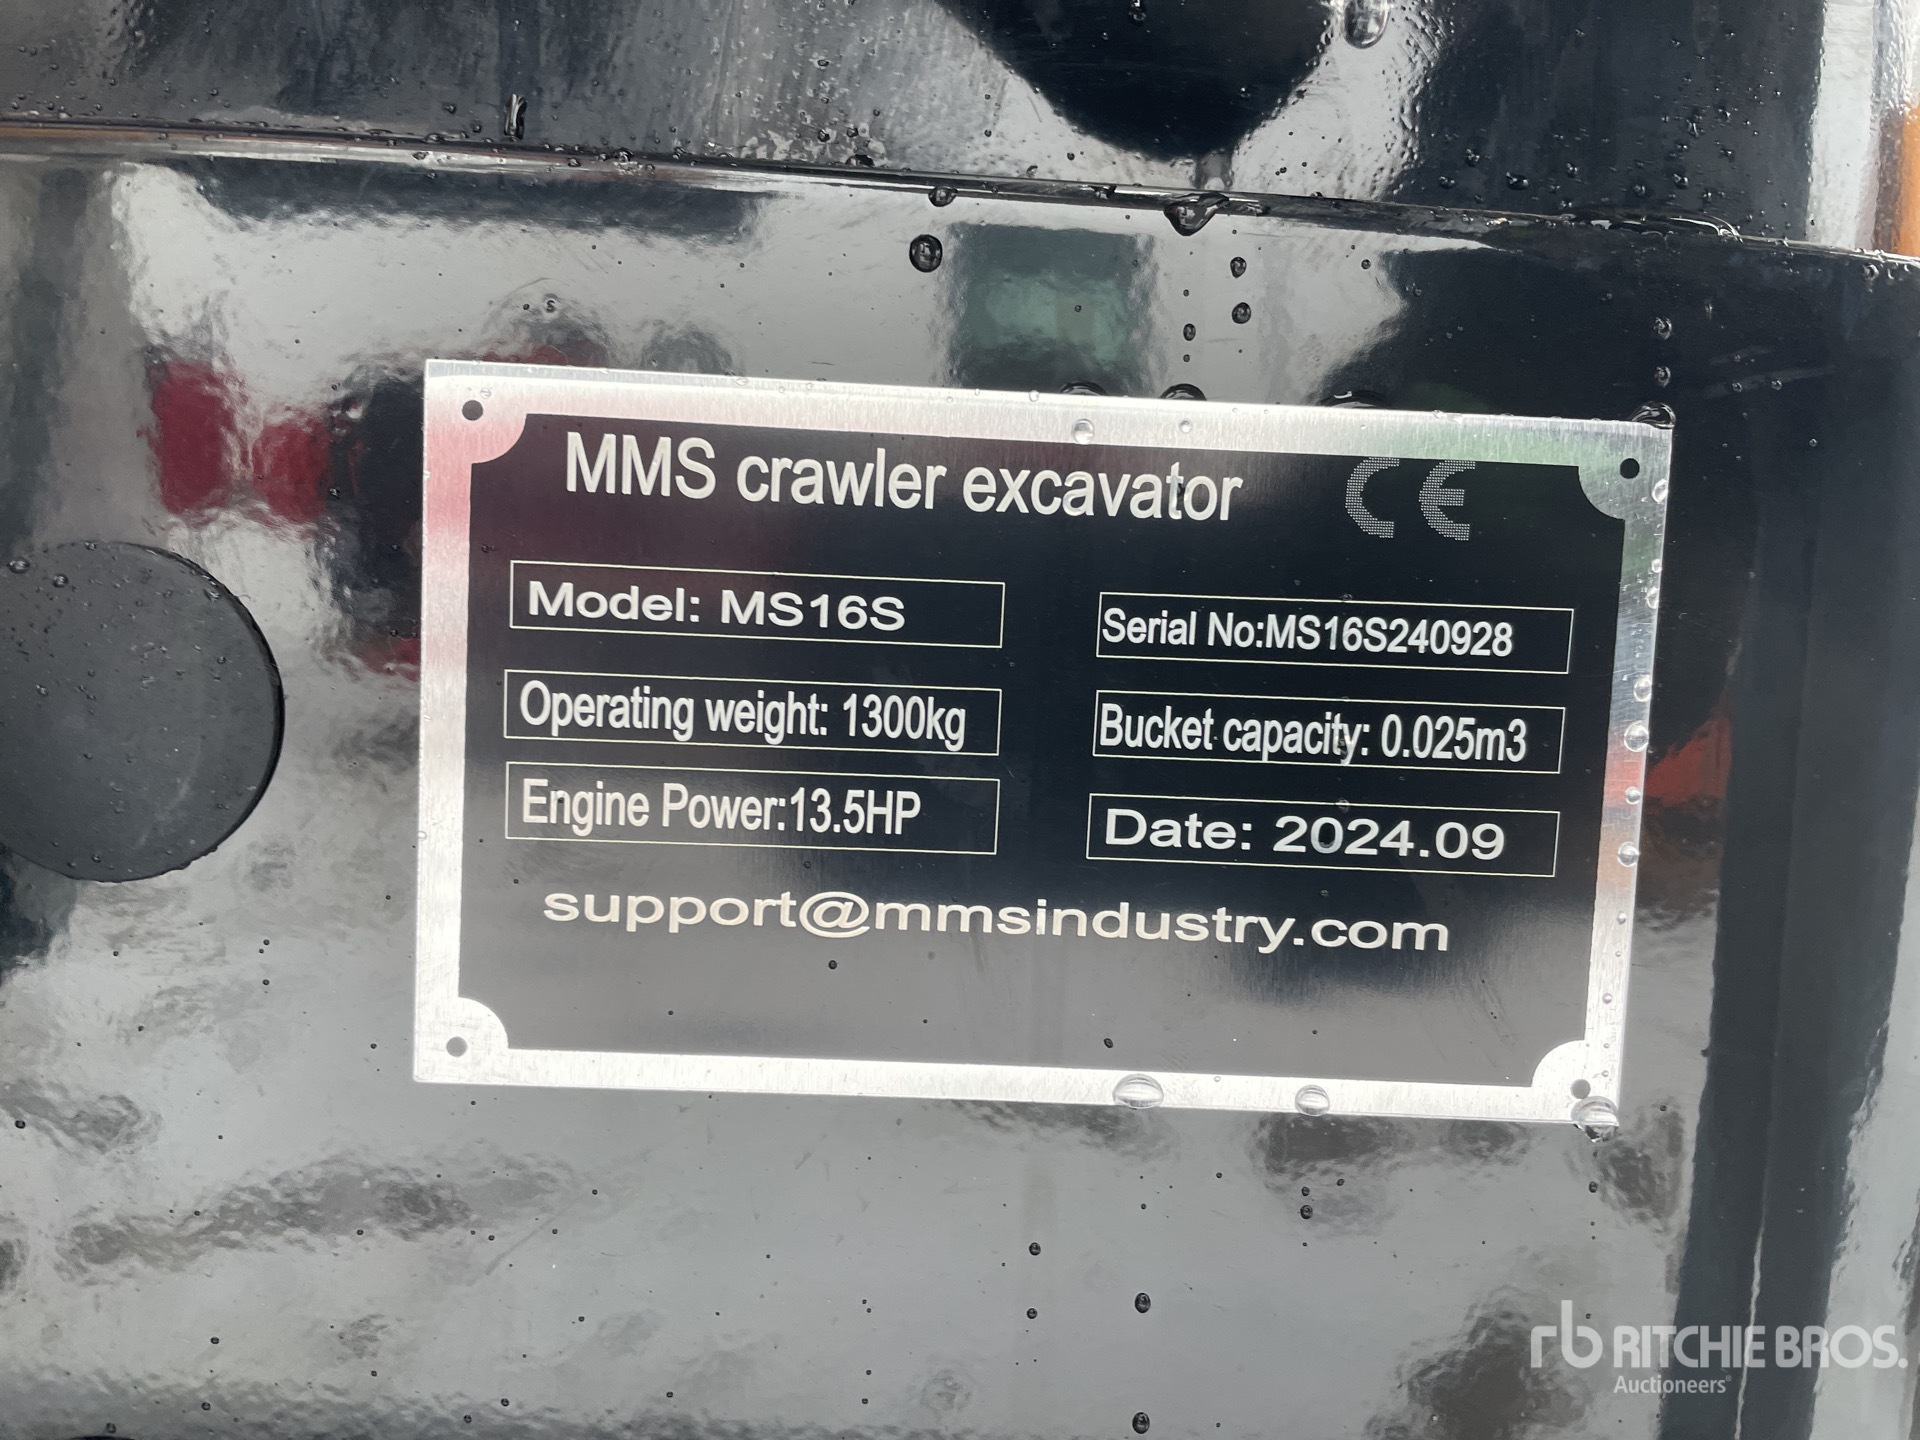 MMS crawler excavator CE
Model: MS16S
Serial No:MS16S240928
Operating weight: 1300kg
Bucket capacity: 0.025m3
Engine Power:13.5HP
Date: 2024.09
support@mmsindustry.com
rb RITCHIE BROS.
Auctioneers®